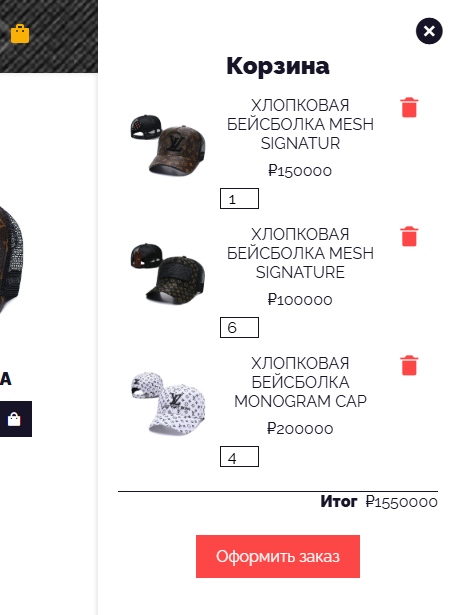 Корзина
ХЛОПКОВАЯ
БЕЙСБОЛКА MESH
SIGNATUR
₽150000
1
ХЛОПКОВАЯ
БЕЙСБОЛКА MESH
SIGNATURE
₽100000
6
ХЛОПКОВАЯ
БЕЙСБОЛКА
MONOGRAM CAP
₽200000
4
А
Итог ₽1550000
Оформить заказ